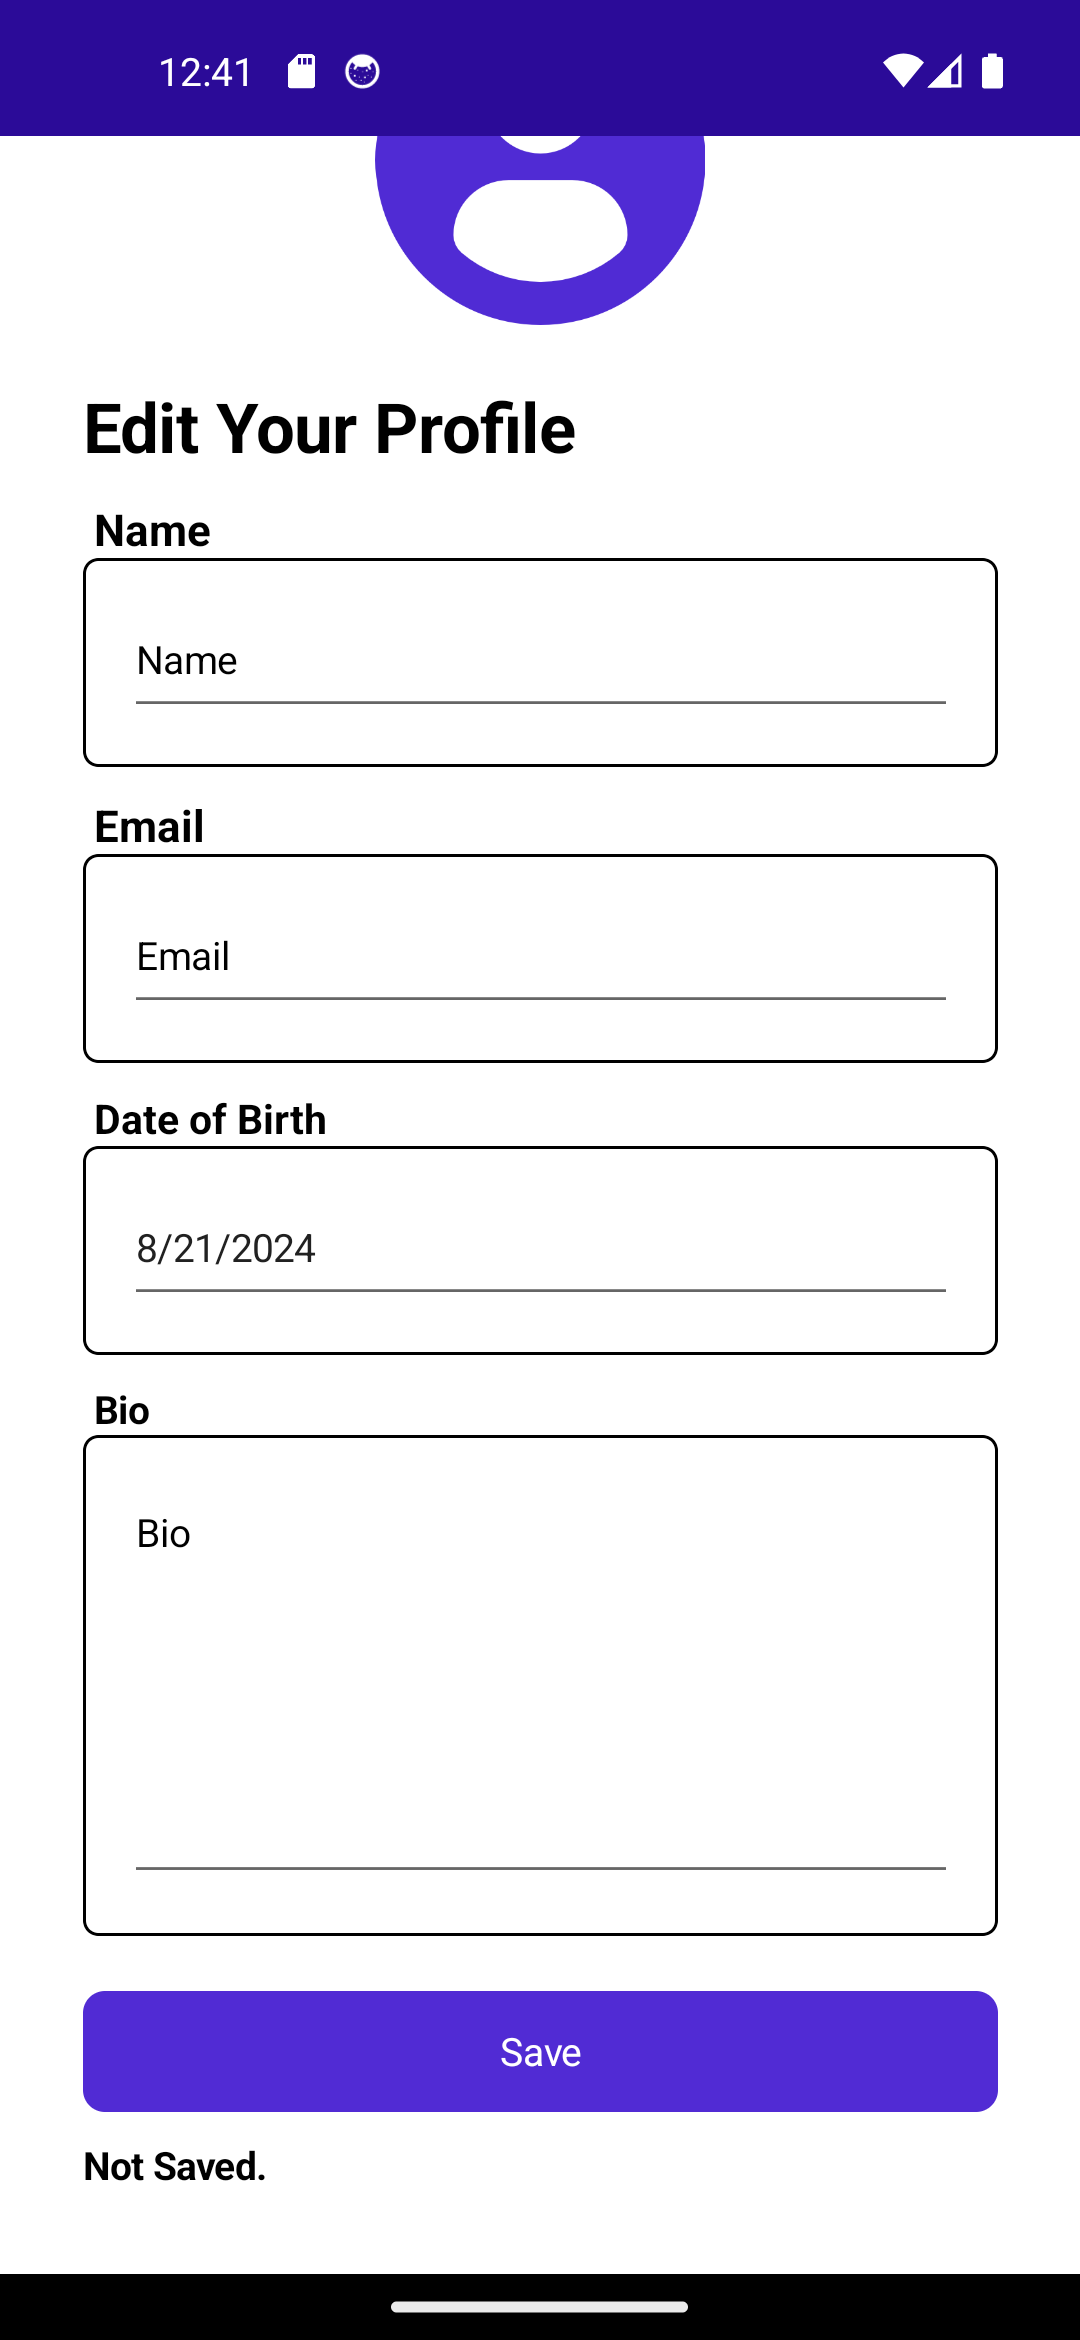 12:41
Edit Your Profile
Name
Name
Email
Email
Date of Birth
8/21/2024
Bio
Bio
Save
Not Saved.